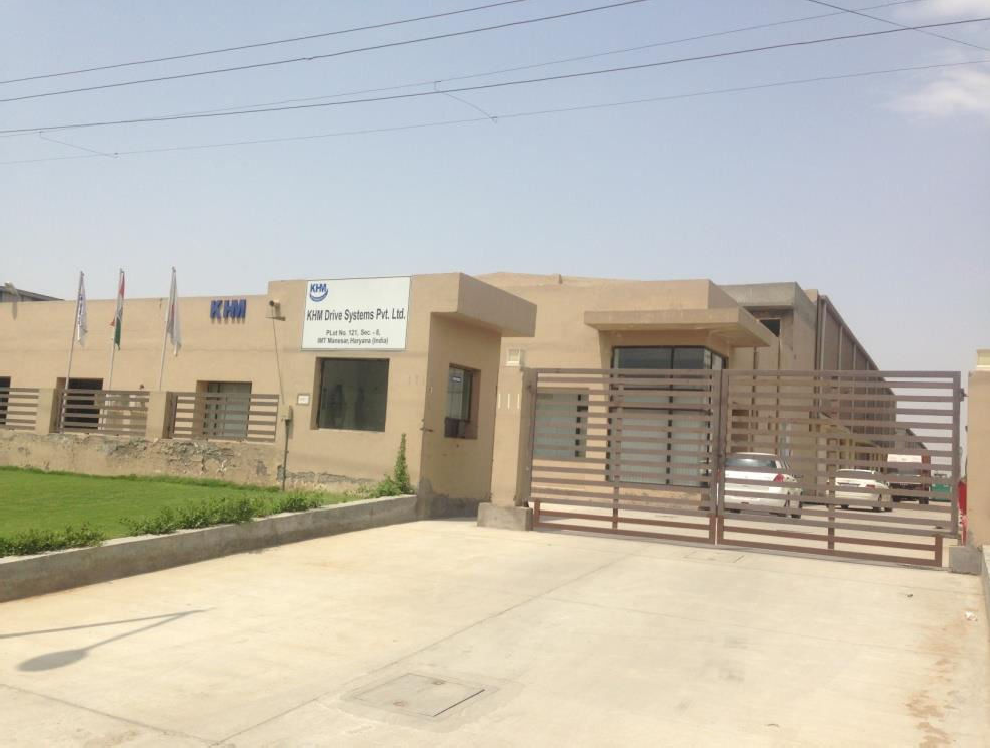 KHM
KHM
KHM Drive Systems Pvt. Ltd.
PLot No. 121, Sec. - 8,
IMT Manesar, Haryana (India)